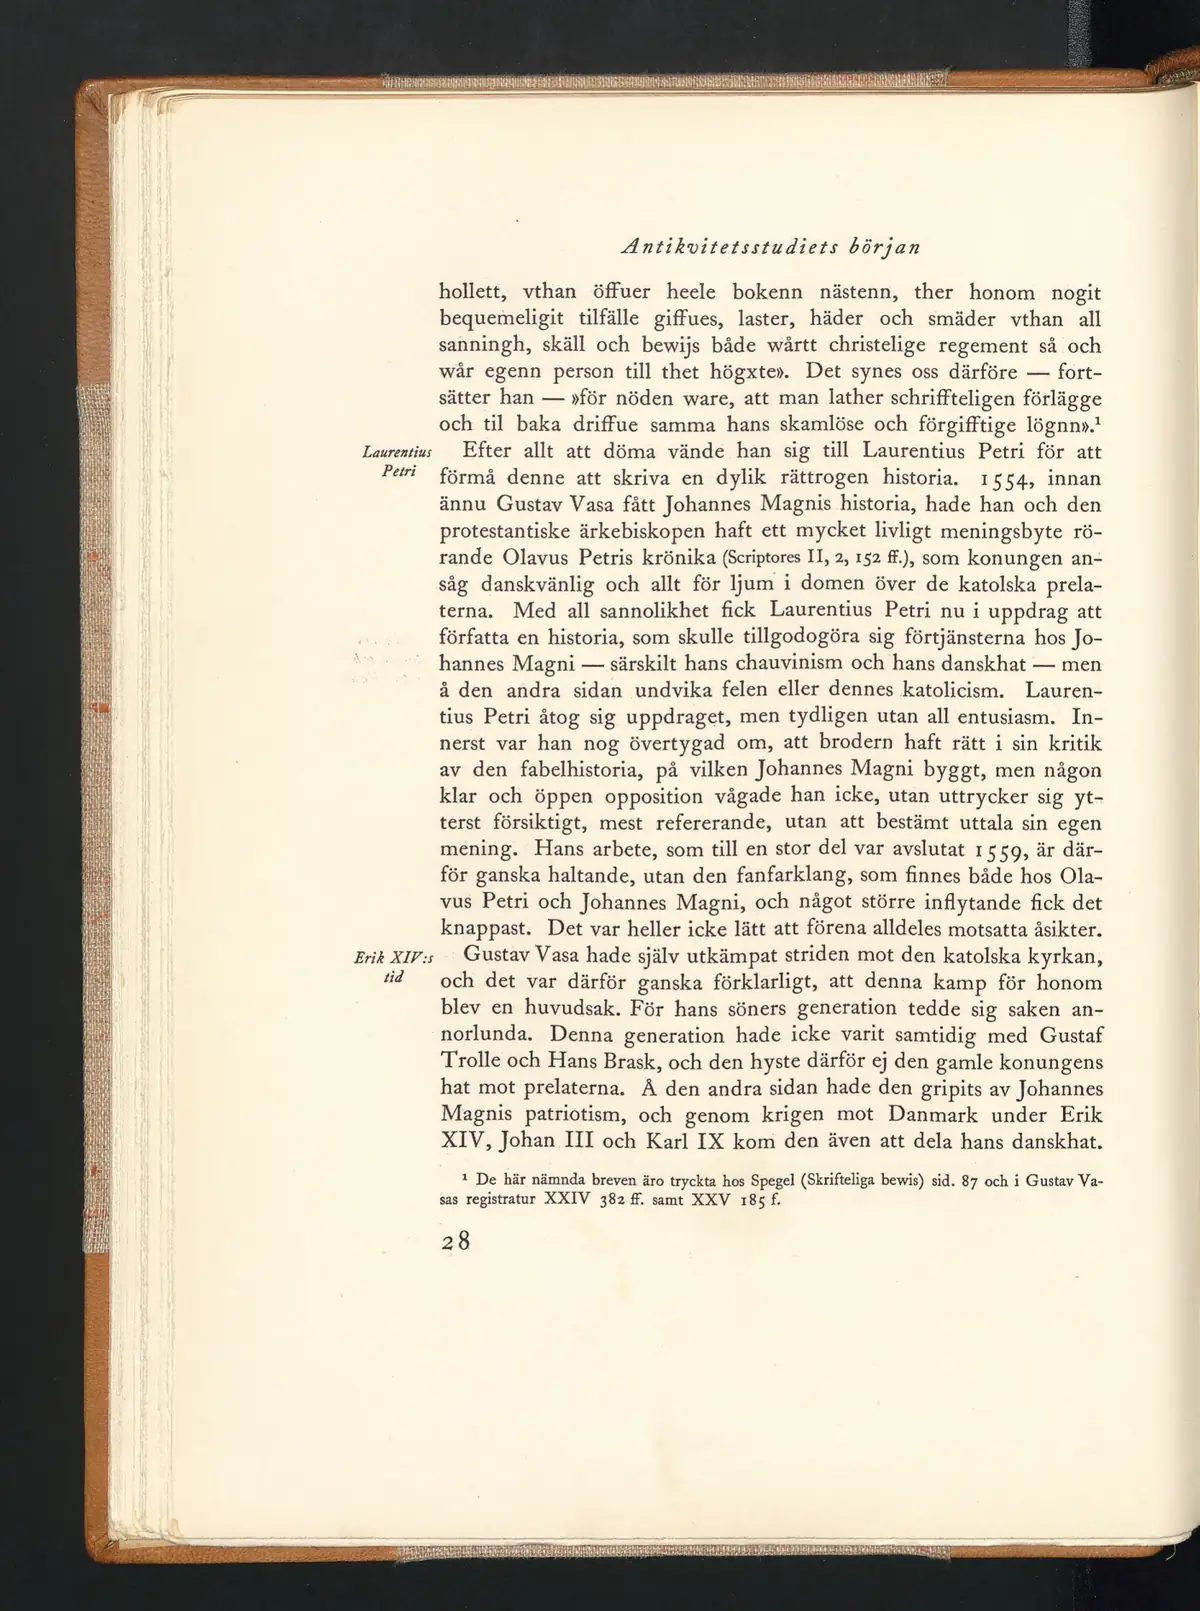 Antikvitetsstudiets början
hollett, vthan öffuer heele bokenn nästenn, ther honom nogit
bequemeligit tilfälle giffues, laster, häder och smäder vthan all
sanningh, skäll och bewijs både wårtt christelige regement så och
wår egenn person till thet högxte». Det synes oss därföre — fort-
sätter han — »för nöden ware, att man lather schriffteligen förlägge
och til baka driffue samma hans skamlöse och förgifftige lögnn».¹
Laurentius
Petri
Efter allt att döma vände han sig till Laurentius Petri för att
förmå denne att skriva en dylik rättrogen historia. 1554, innan
ännu Gustav Vasa fått Johannes Magnis historia, hade han och den
protestantiske ärkebiskopen haft ett mycket livligt meningsbyte rö-
rande Olavus Petris krönika (Scriptores II, 2, 152 ff.), som konungen an-
såg danskvänlig och allt för ljum i domen över de katolska prela-
terna. Med all sannolikhet fick Laurentius Petri nu i uppdrag att
författa en historia, som skulle tillgodogöra sig förtjänsterna hos Jo-
hannes Magni — särskilt hans chauvinism och hans danskhat — men
å den andra sidan undvika felen eller dennes katolicism. Lauren-
tius Petri åtog sig uppdraget, men tydligen utan all entusiasm. In-
nerst var han nog övertygad om, att brodern haft rätt i sin kritik
av den fabelhistoria, på vilken Johannes Magni byggt, men någon
klar och öppen opposition vågade han icke, utan uttrycker sig yt-
terst försiktigt, mest refererande, utan att bestämt uttala sin egen
mening. Hans arbete, som till en stor del var avslutat 1559, är där-
för ganska haltande, utan den fanfarklang, som finnes både hos Ola-
vus Petri och Johannes Magni, och något större inflytande fick det
knappast. Det var heller icke lätt att förena alldeles motsatta åsikter.
Erik XIV:s
tid
Gustav Vasa hade själv utkämpat striden mot den katolska kyrkan,
och det var därför ganska förklarligt, att denna kamp för honom
blev en huvudsak. För hans söners generation tedde sig saken an-
norlunda. Denna generation hade icke varit samtidig med Gustaf
Trolle och Hans Brask, och den hyste därför ej den gamle konungens
hat mot prelaterna. Å den andra sidan hade den gripits av Johannes
Magnis patriotism, och genom krigen mot Danmark under Erik
XIV, Johan III och Karl IX kom den även att dela hans danskhat.
¹ De här nämnda breven äro tryckta hos Spegel (Skrifteliga bewis) sid. 87 och i Gustav Va-
sas registratur XXIV 382 ff. samt XXV 185 f.
28